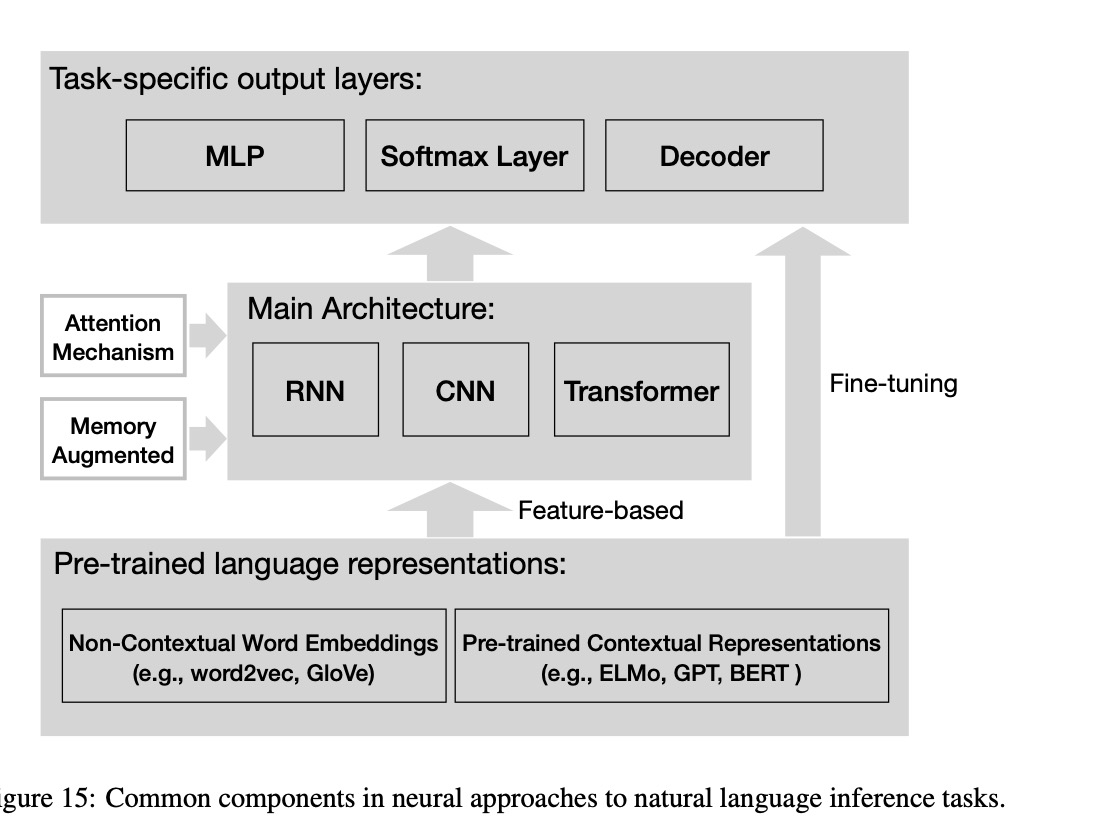 Task-specific output layers:
MLP
Softmax Layer
Decoder
Attention
Mechanism
Memory
Augmented
Main Architecture:
RNN
CNN
Transformer
Fine-tuning
Feature-based
Pre-trained language representations:
Non-Contextual Word Embeddings
(e.g., word2vec, GloVe)
Pre-trained Contextual Representations
(e.g., ELMo, GPT, BERT )
igure 15: Common components in neural approaches to natural language inference tasks.